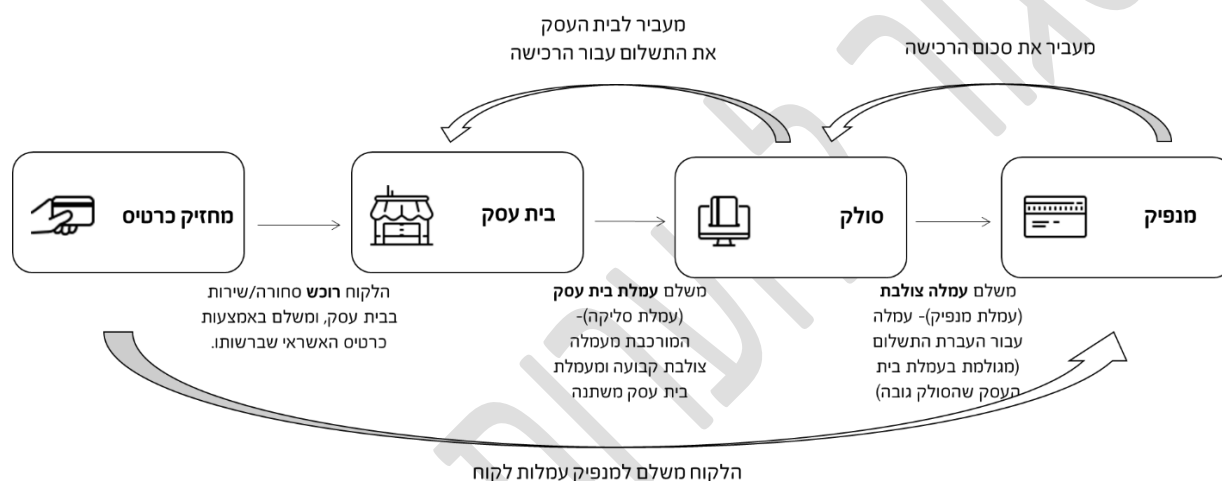 מעביר לבית העסק
את התשלום עבור הרכישה
מעביר את סכום הרכישה
מחזיק כרטיס
בית עסק
סולק
מנפיק
הלקוח רוכש סחורה/שירות
בבית עסק, ומשלם באמצעות
כרטיס האשראי שברשותו.
משלם עמלת בית עסק
(עמלת סליקה)-
המורכבת מעמלה
צולבת קבועה ומעמלת
בית עסק משתנה
משלם עמלה צולבת
(עמלת מנפיק)- עמלה
עבור העברת התשלום
(מגולמת בעמלת בית
העסק שהסולק גובה)
הלקוח משלם למנפיק עמלות לקוח